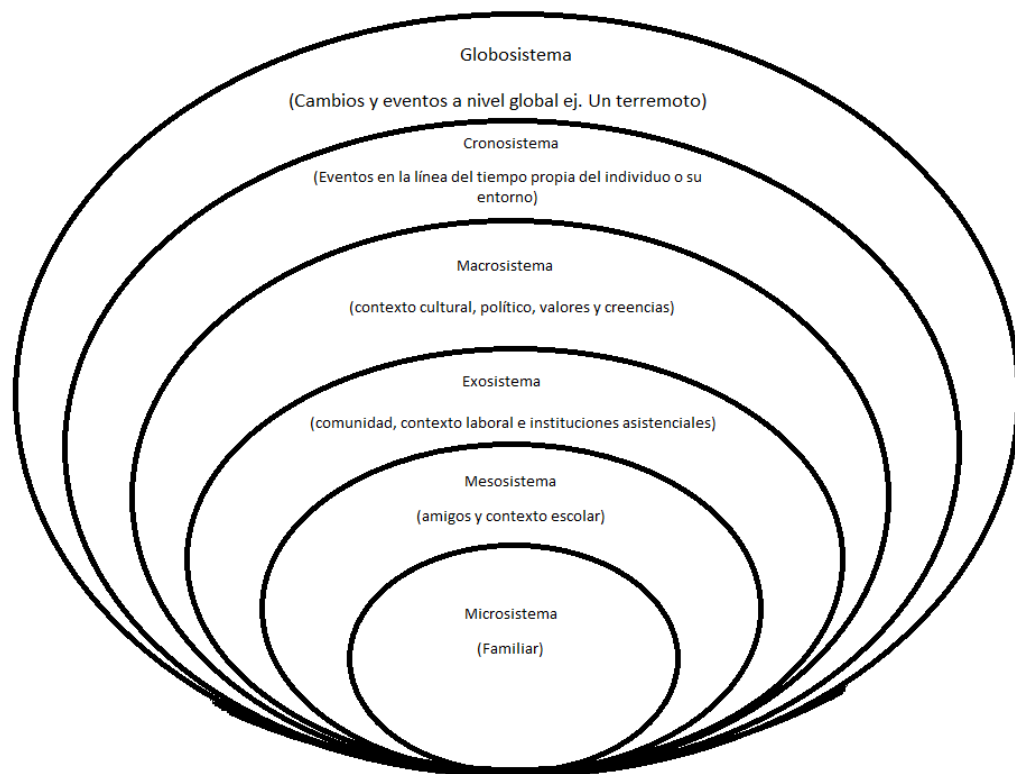 Globosistema
(Cambios y eventos a nivel global ej. Un terremoto)
Cronosistema
(Eventos en la línea del tiempo propia del individuo o su
entorno)
Macrosistema
(contexto cultural, político, valores y creencias)
Exosistema
(comunidad, contexto laboral e instituciones asistenciales)
Mesosistema
(amigos y contexto escolar)
Microsistema
(Familiar)